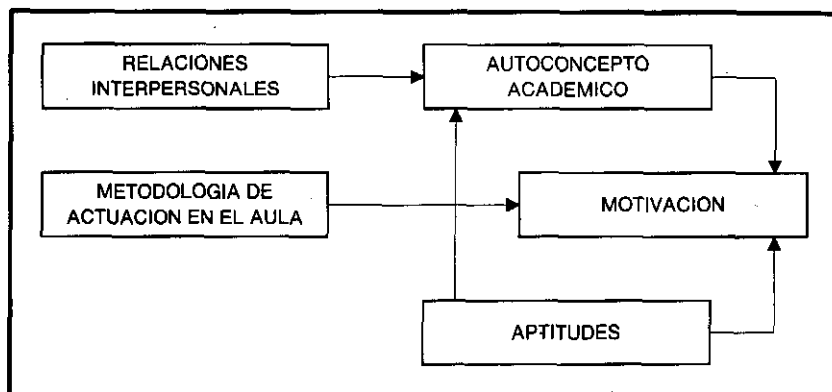 RELACIONES
INTERPERSONALES
AUTOCONCEPTO
ACADEMICO
METODOLOGIA DE
ACTUACION EN EL AULA
MOTIVACION
APTITUDES